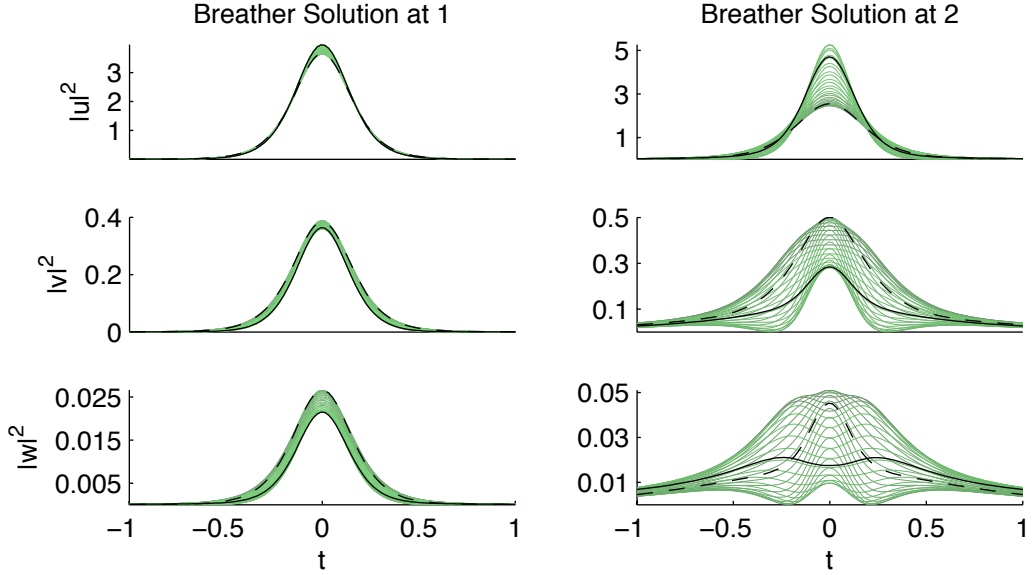 Breather Solution at 1
Breather Solution at 2
|u|²
3
2
1
5
3
1
|v|²
0.4
0.2
0
0.5
0.3
0.1
|w|²
0.025
0.015
0.005
0.05
0.03
0.01
−1 −0.5 0 0.5 1
−1 −0.5 0 0.5 1
t
t